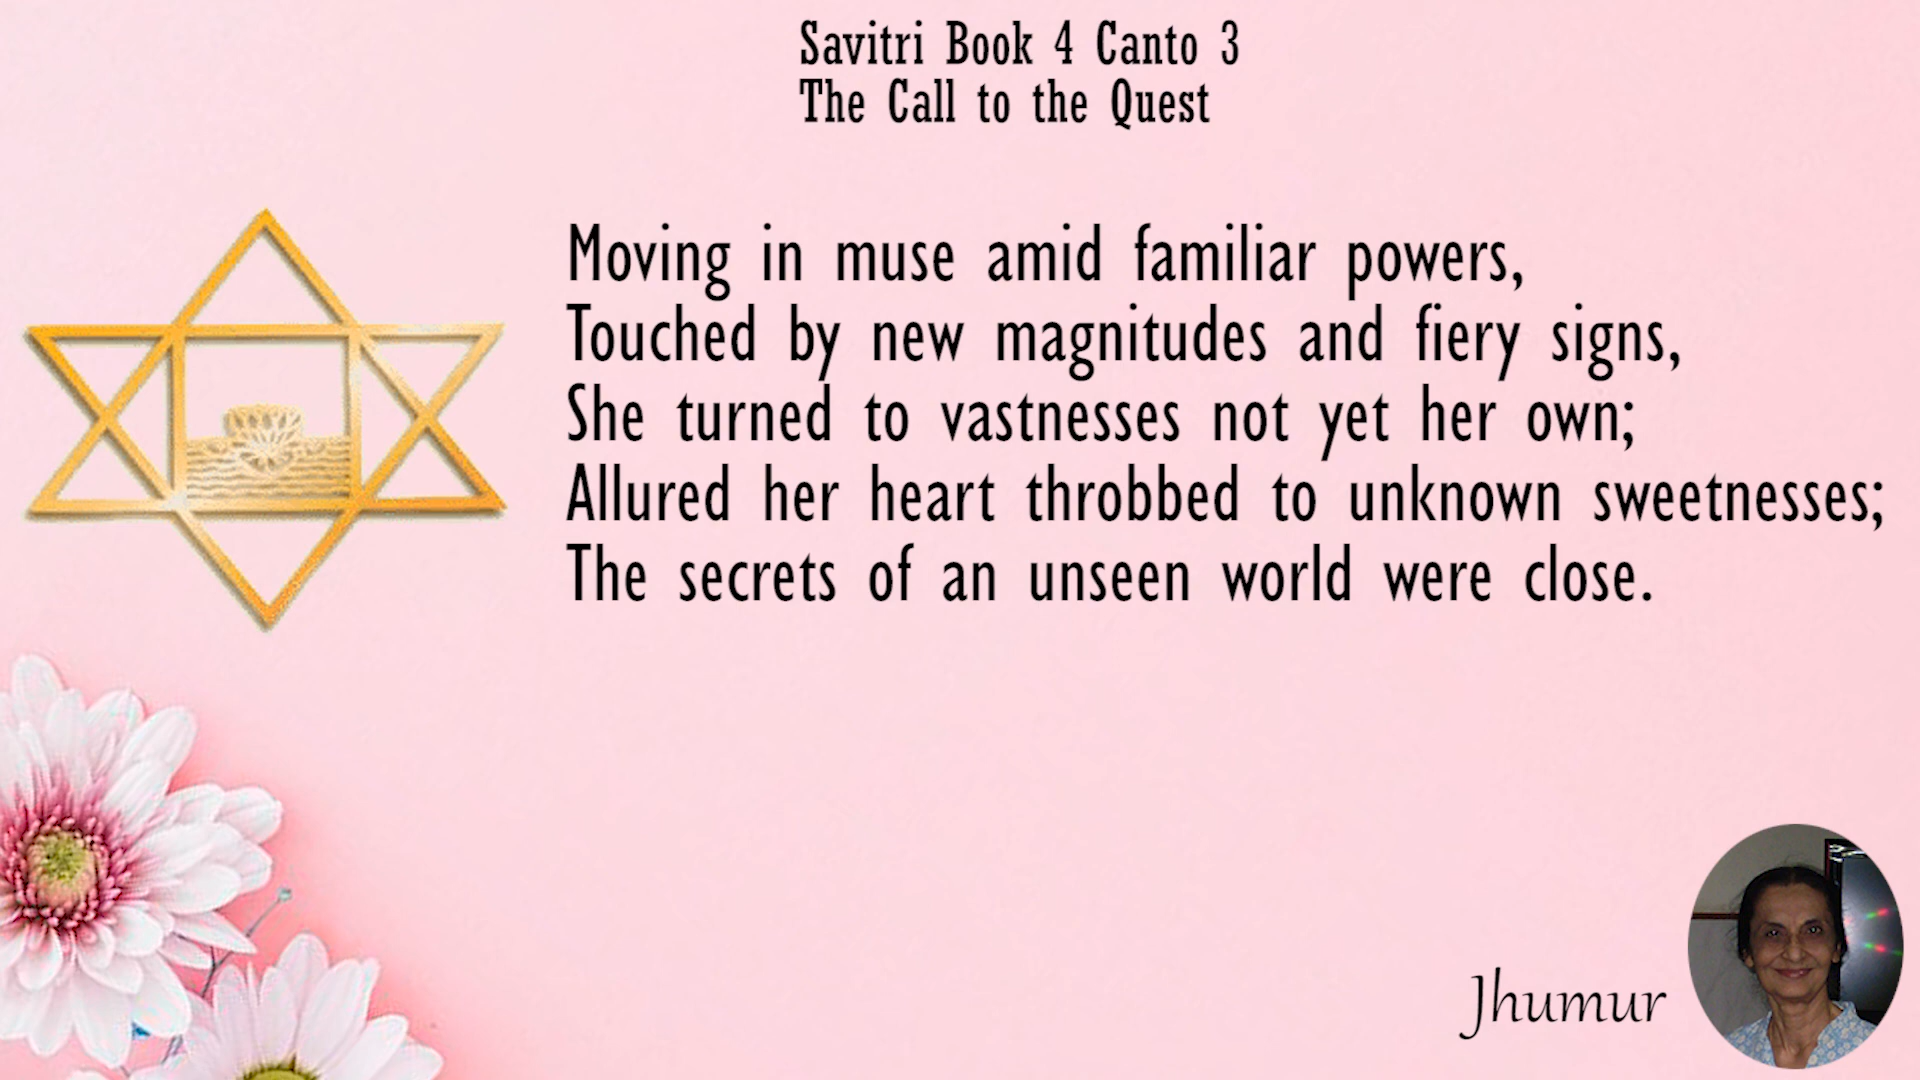 Savitri Book 4 Canto 3
The Call to the Quest
Moving in muse amid familiar powers,
Touched by new magnitudes and fiery signs,
She turned to vastnesses not yet her own;
Allured her heart throbbed to unknown sweetnesses;
The secrets of an unseen world were close.
Jhumur